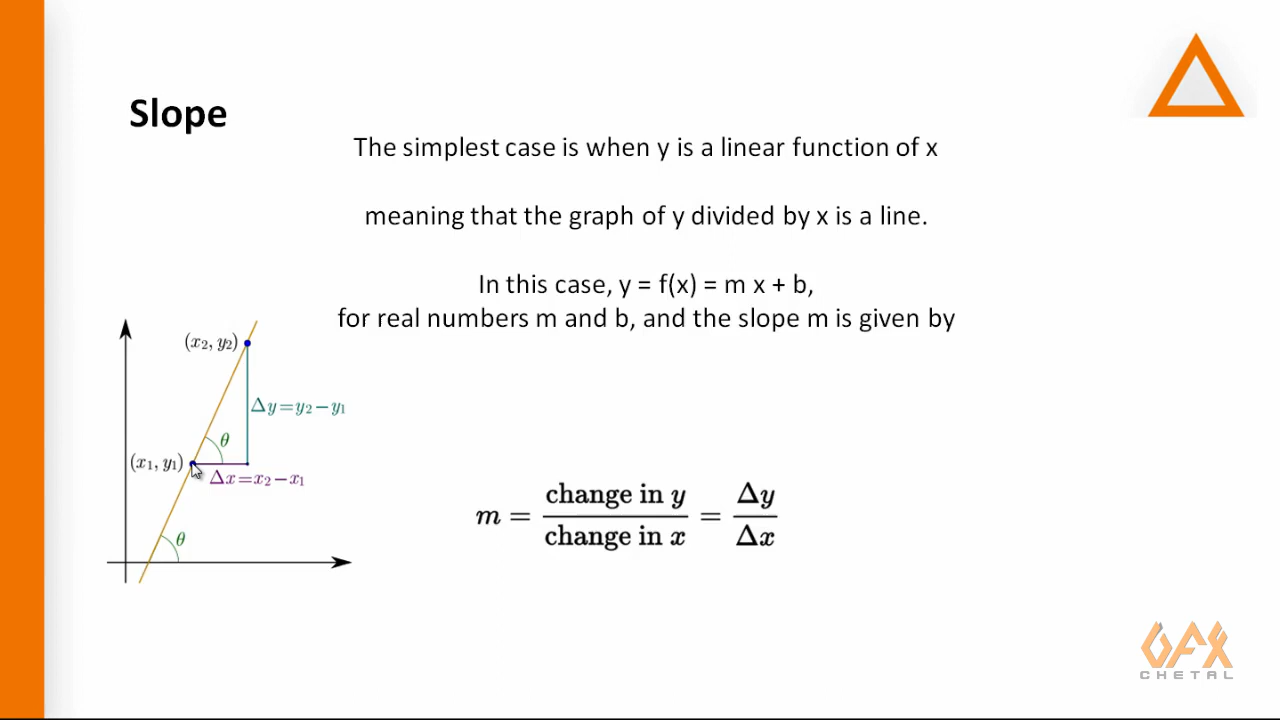 Slope
The simplest case is when y is a linear function of x
meaning that the graph of y divided by x is a line.
In this case, y = f(x) = m x + b,
for real numbers m and b, and the slope m is given by
(x₂, y₂)
Δy=y₂−y₁
θ
(x₁, y₁)
Δx=x₂−x₁
θ
m = change in y / change in x = Δy / Δx
GFX
CHETAL